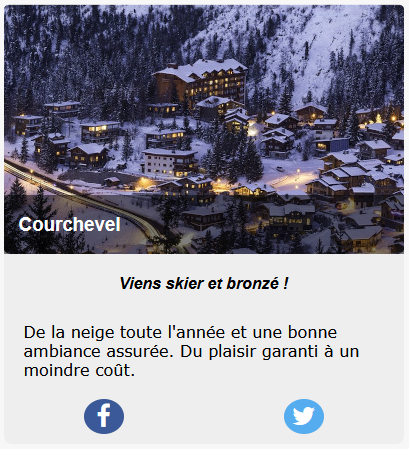 Courchevel
Viens skier et bronzé !
De la neige toute l'année et une bonne
ambiance assurée. Du plaisir garanti à un
moindre coût.